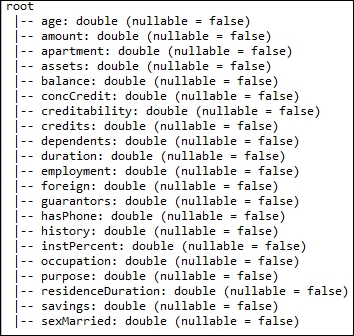 root
|-- age: double (nullable = false)
|-- amount: double (nullable = false)
|-- apartment: double (nullable = false)
|-- assets: double (nullable = false)
|-- balance: double (nullable = false)
|-- concCredit: double (nullable = false)
|-- creditability: double (nullable = false)
|-- credits: double (nullable = false)
|-- dependents: double (nullable = false)
|-- duration: double (nullable = false)
|-- employment: double (nullable = false)
|-- foreign: double (nullable = false)
|-- guarantors: double (nullable = false)
|-- hasPhone: double (nullable = false)
|-- history: double (nullable = false)
|-- instPercent: double (nullable = false)
|-- occupation: double (nullable = false)
|-- purpose: double (nullable = false)
|-- residenceDuration: double (nullable = false)
|-- savings: double (nullable = false)
|-- sexMarried: double (nullable = false)